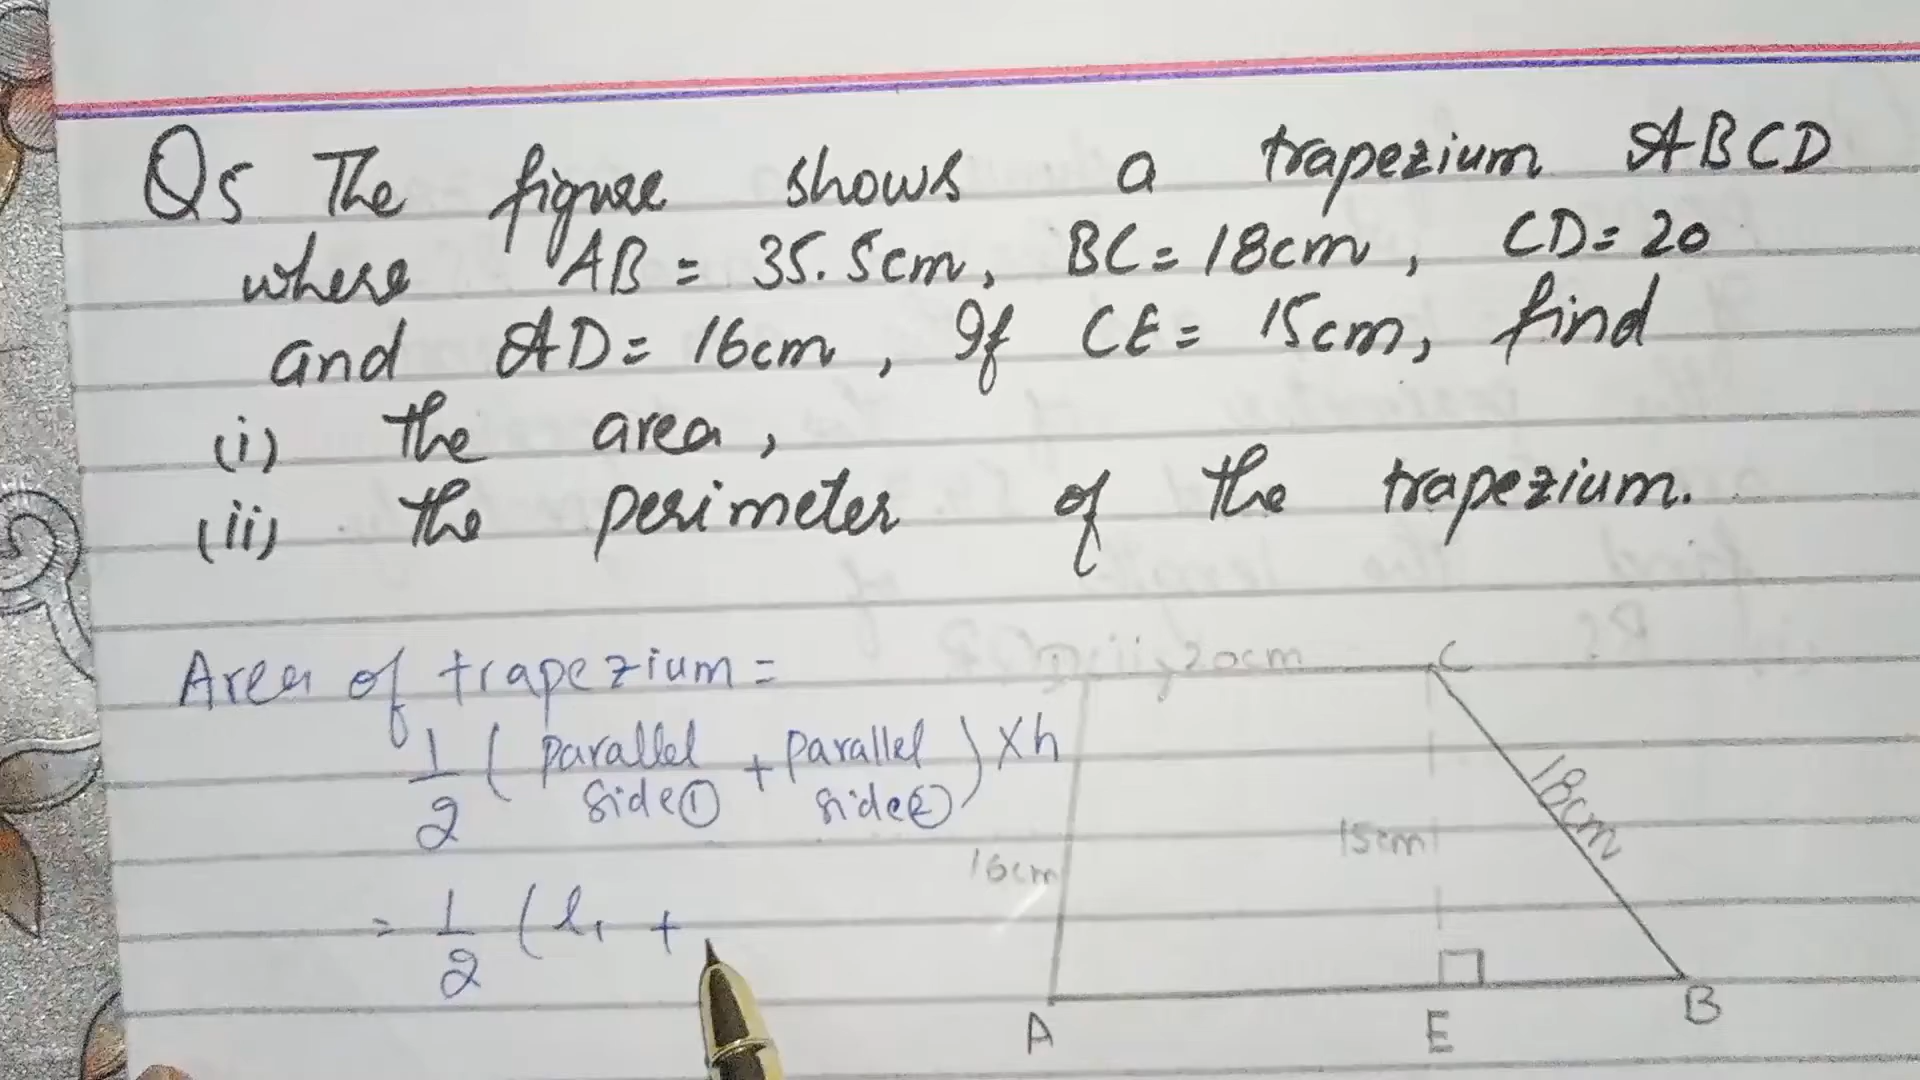 Q5 The figure shows a trapezium ABCD
where AB = 35.5cm, BC = 18cm, CD = 20
and AD = 16cm, If CE = 15cm, find
(i) the area,
(ii) the perimeter of the trapezium.
Area of trapezium =
1/2 ( parallel side① + parallel side② ) × h
= 1/2 ( l₁ +
D 20cm C
18cm
15cm
16cm
A E B